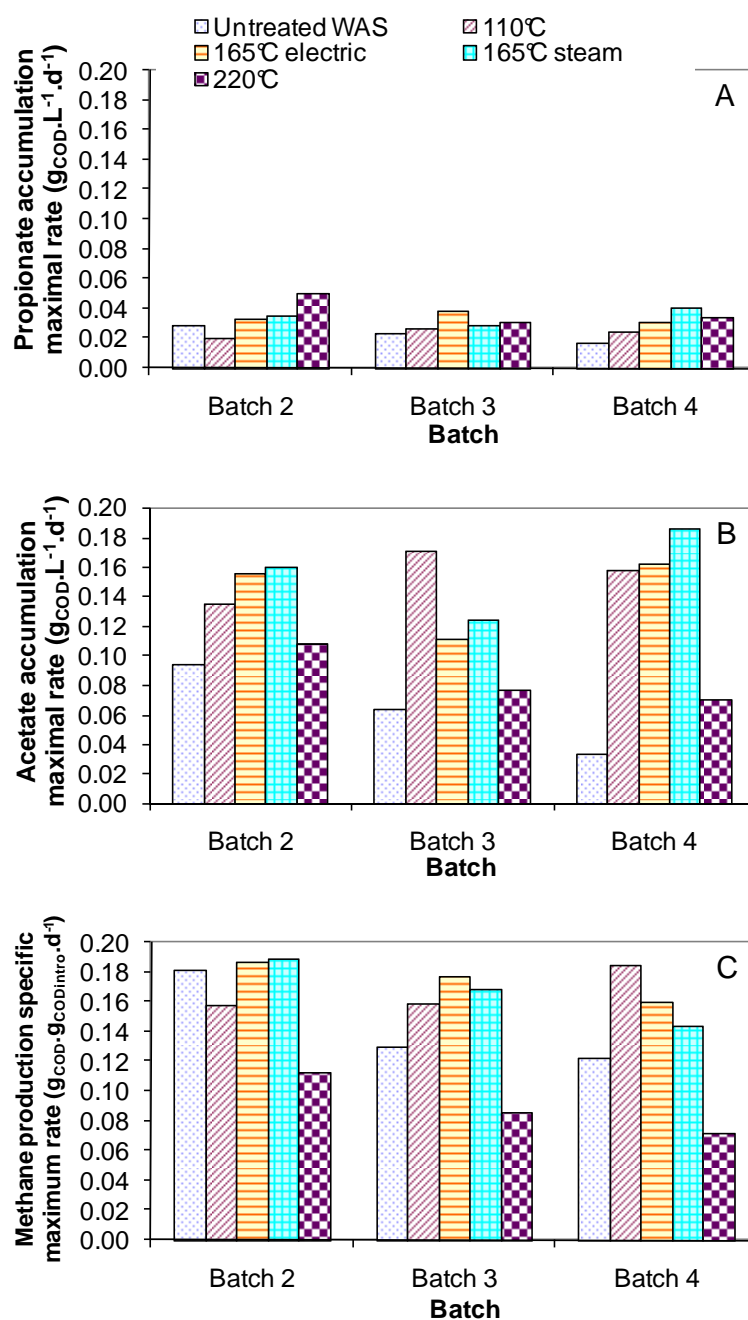 Untreated WAS 110°C
165°C electric 165°C steam
220°C
A
Propionate accumulation
maximal rate (gCOD.L-1.d-1)
0.20
0.18
0.16
0.14
0.12
0.10
0.08
0.06
0.04
0.02
0.00
Batch 2 Batch 3 Batch 4
Batch
B
Acetate accumulation
maximal rate (gCOD.L-1.d-1)
0.20
0.18
0.16
0.14
0.12
0.10
0.08
0.06
0.04
0.02
0.00
Batch 2 Batch 3 Batch 4
Batch
C
Methane production specific
maximum rate (gCOD.gCODintro.d-1)
0.20
0.18
0.16
0.14
0.12
0.10
0.08
0.06
0.04
0.02
0.00
Batch 2 Batch 3 Batch 4
Batch